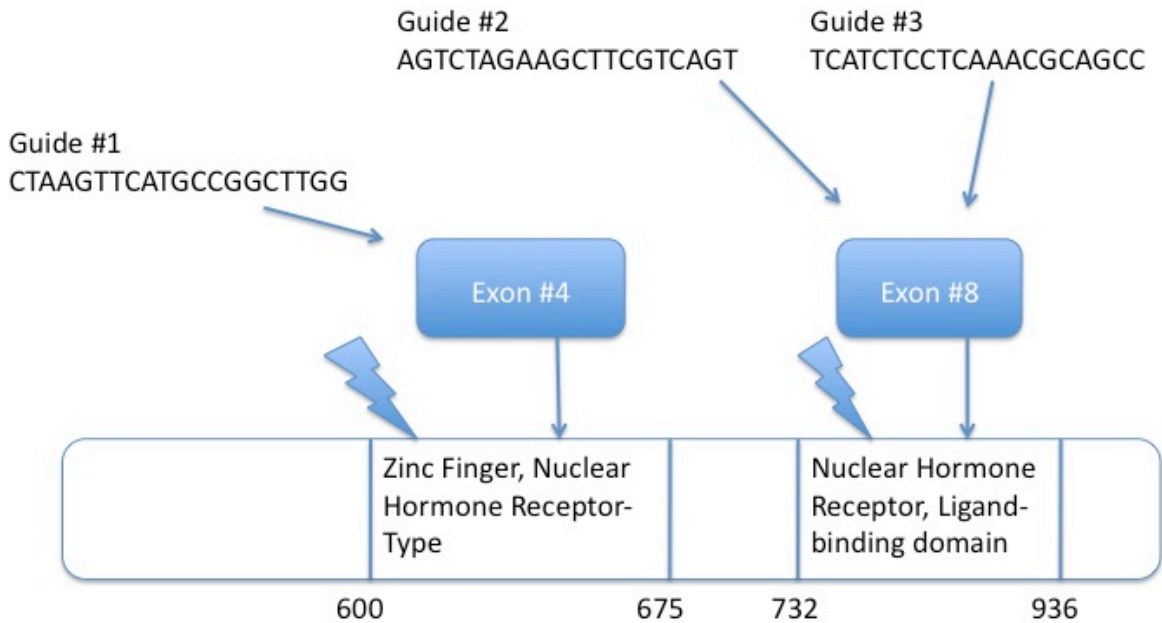 Guide #2
AGTCTAGAAGCTTCGTCAGT
Guide #3
TCATCTCCTCAAACGCAGCC
Guide #1
CTAAGTTCATGCCGGCTTGG
Exon #4
Exon #8
Zinc Finger, Nuclear
Hormone Receptor-
Type
Nuclear Hormone
Receptor, Ligand-
binding domain
600
675
732
936